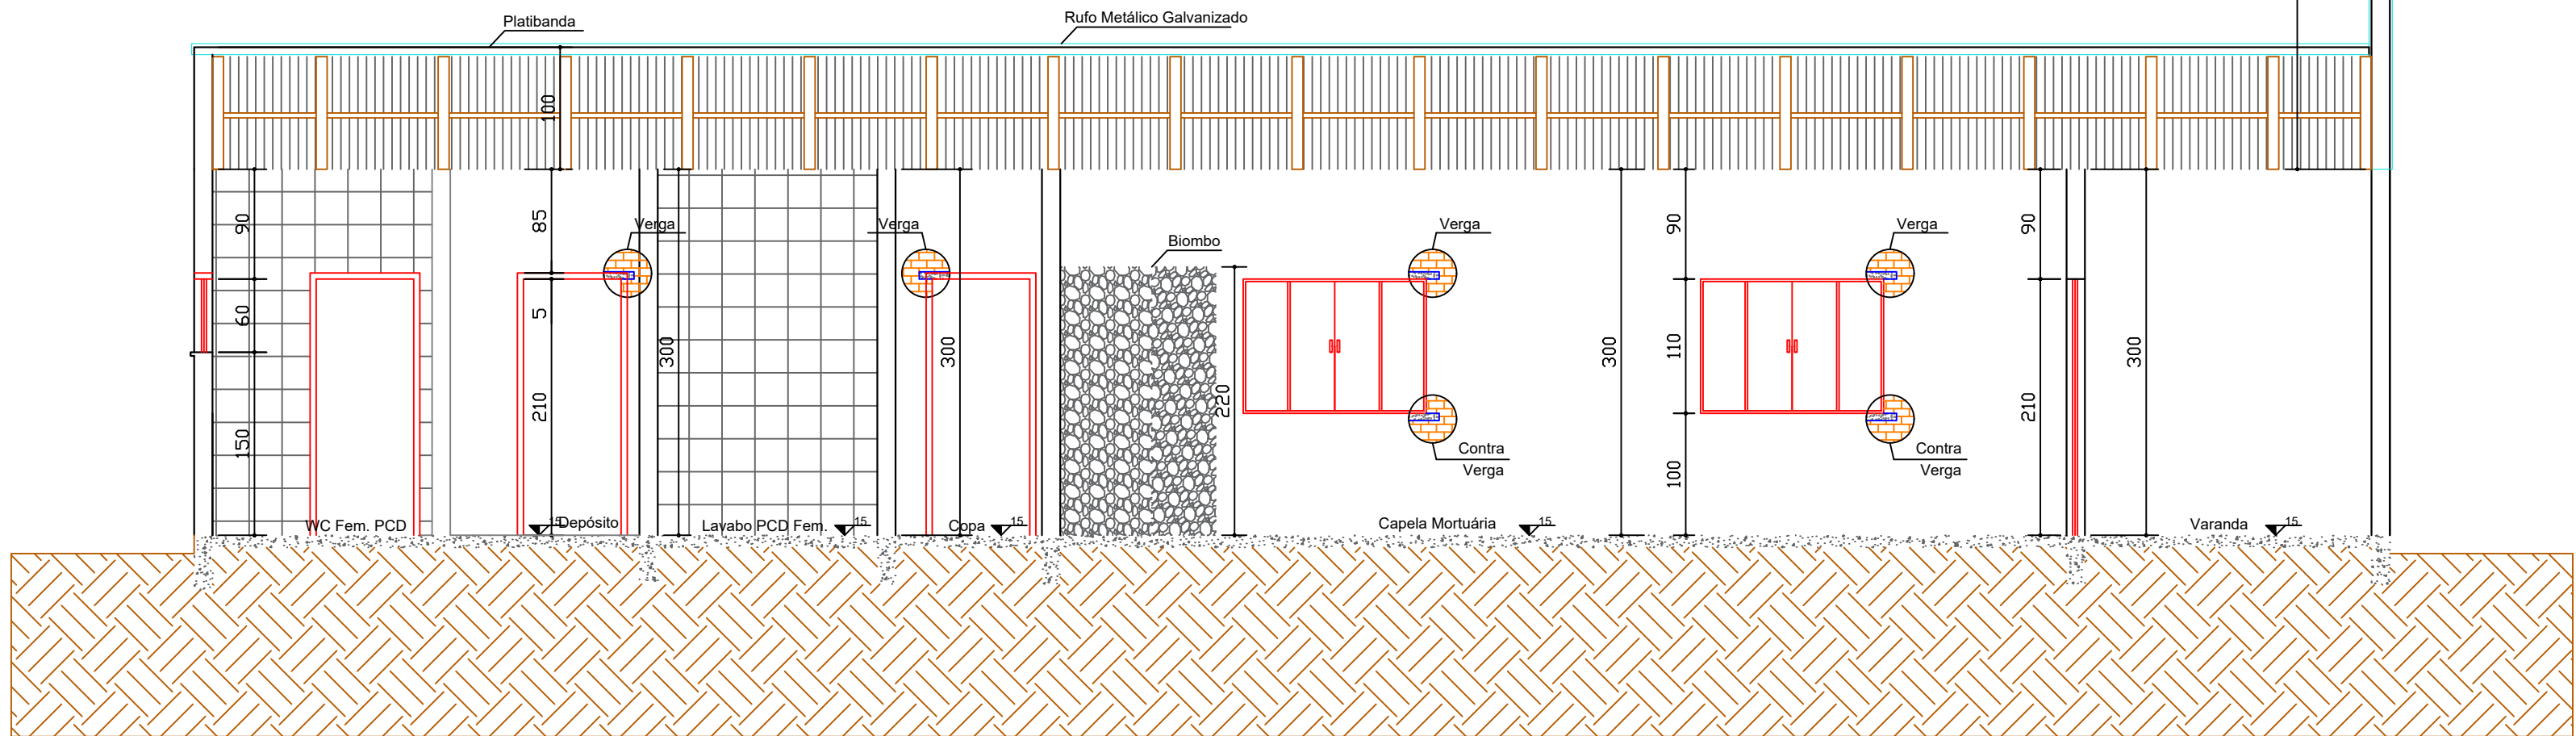 Platibanda
Rufo Metálico Galvanizado
100
90
85
Verga
Verga
Biombo
Verga
90
Verga
90
60
5
300
300
220
300
110
300
210
210
150
Contra
Verga
100
Contra
Verga
WC Fem. PCD
15
Depósito
Lavabo PCD Fem.
15
Copa
15
Capela Mortuária
15
Varanda
15